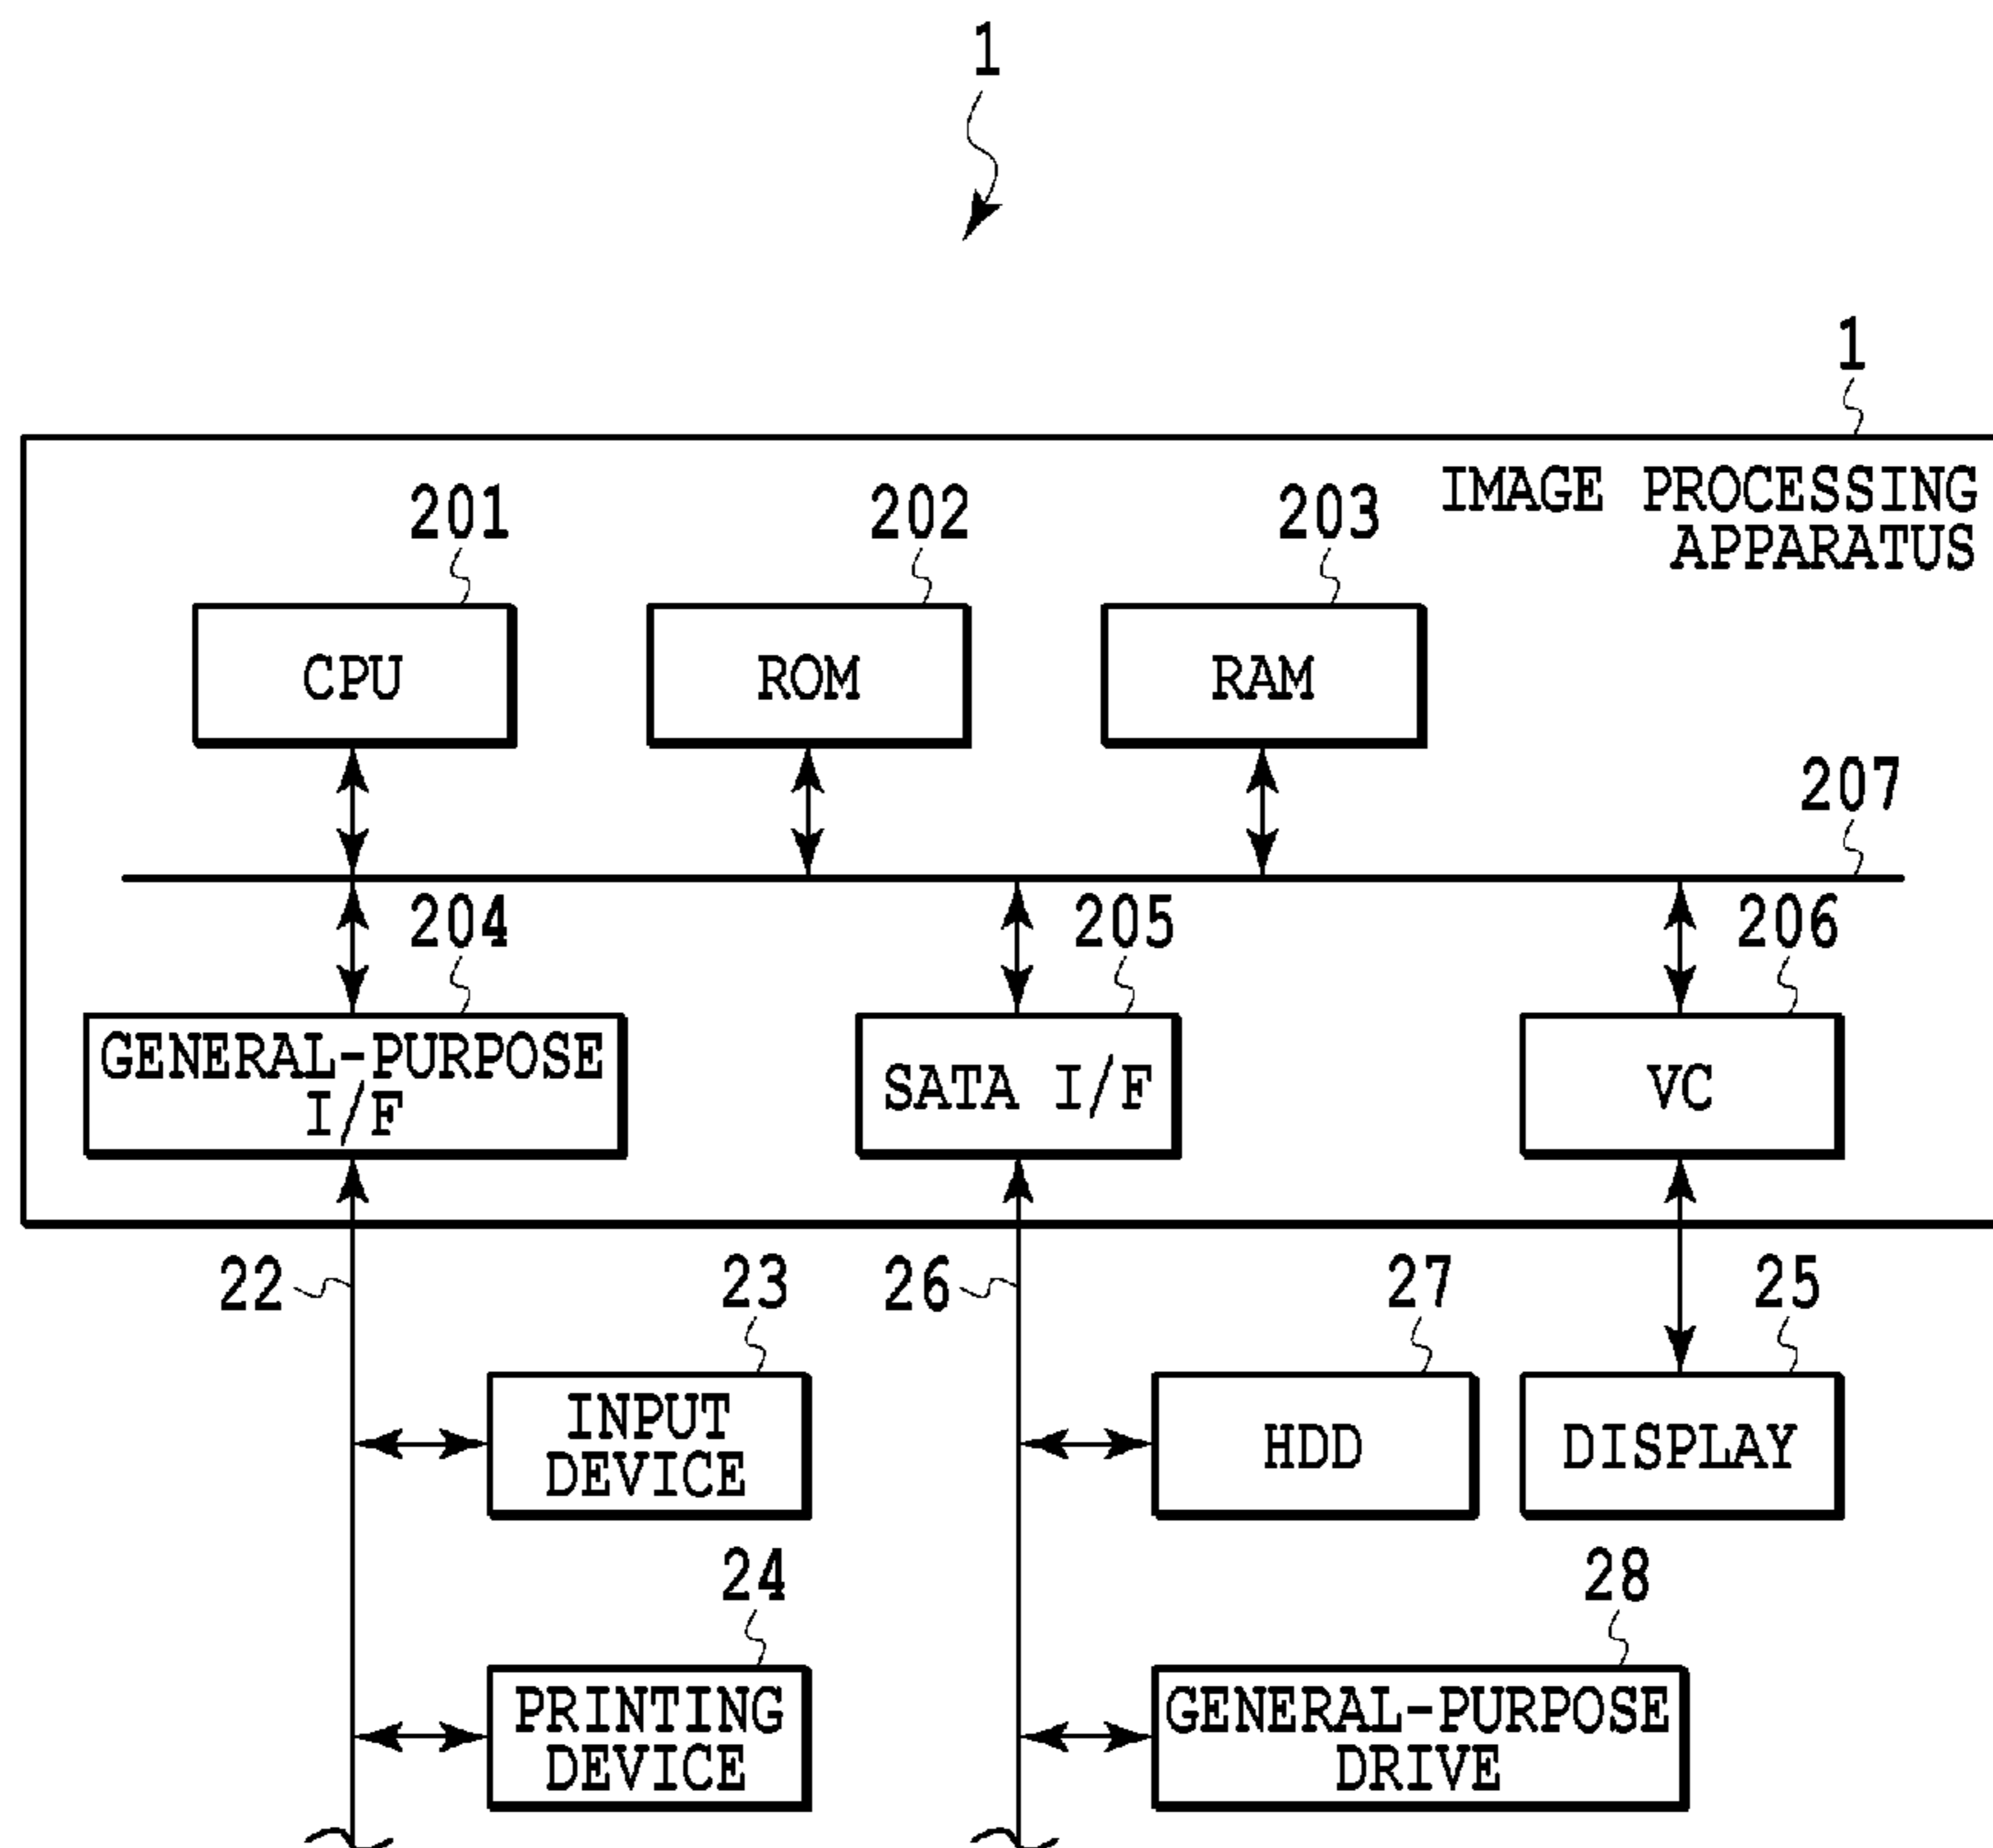 1
1
IMAGE PROCESSING
APPARATUS
201
202
203
CPU
ROM
RAM
207
204
205
206
GENERAL-PURPOSE
I/F
SATA I/F
VC
22
23
26
27
25
INPUT
DEVICE
HDD
DISPLAY
24
28
PRINTING
DEVICE
GENERAL-PURPOSE
DRIVE